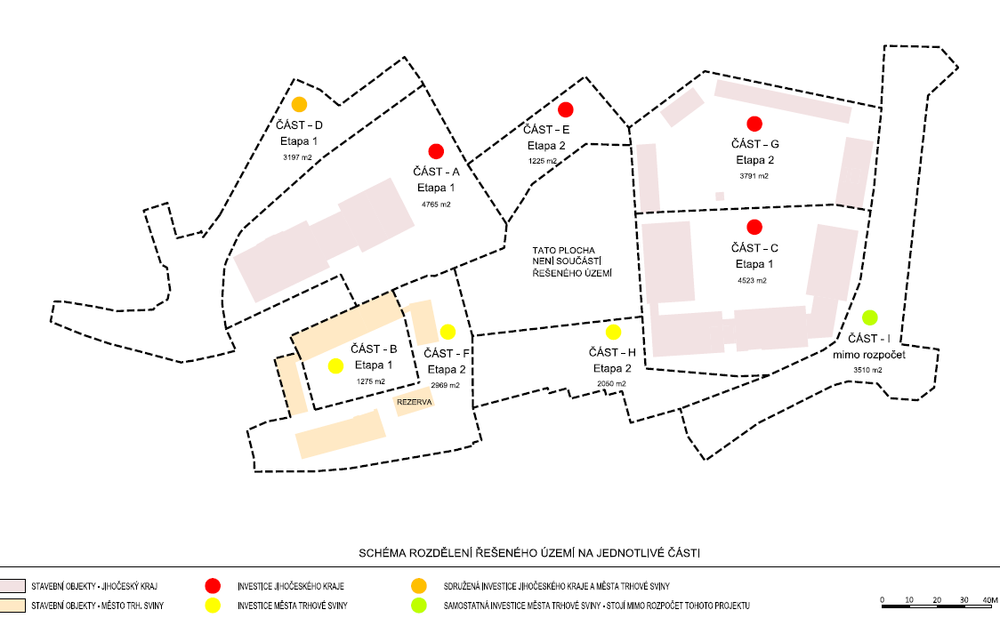 ČÁST - D
Etapa 1
3197 m2
ČÁST - A
Etapa 1
4765 m2
ČÁST - E
Etapa 2
1225 m2
ČÁST - G
Etapa 2
3791 m2
TATO PLOCHA
NENÍ SOUČÁSTÍ
ŘEŠENÉHO ÚZEMÍ
ČÁST - C
Etapa 1
4523 m2
ČÁST - B
Etapa 1
1275 m2
ČÁST - F
Etapa 2
2969 m2
REZERVA
ČÁST - H
Etapa 2
2050 m2
ČÁST - I
mimo rozpočet
3510 m2
SCHÉMA ROZDĚLENÍ ŘEŠENÉHO ÚZEMÍ NA JEDNOTLIVÉ ČÁSTI
STAVEBNÍ OBJEKTY - JIHOČESKÝ KRAJ
INVESTICE JIHOČESKÉHO KRAJE
SDRUŽENÁ INVESTICE JIHOČESKÉHO KRAJE A MĚSTA TRHOVÉ SVINY
STAVEBNÍ OBJEKTY - MĚSTO TRH. SVINY
INVESTICE MĚSTA TRHOVÉ SVINY
SAMOSTATNÁ INVESTICE MĚSTA TRHOVÉ SVINY - STOJÍ MIMO ROZPOČET TOHOTO PROJEKTU
0 10 20 30 40M